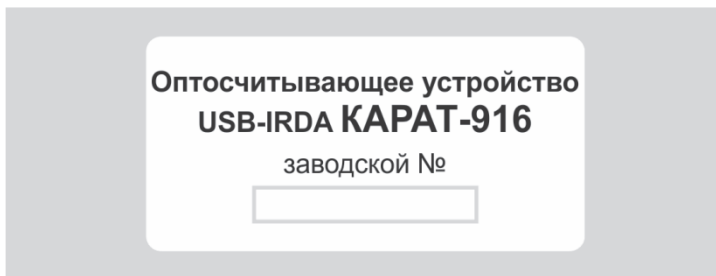 Оптосчитывающее устройство
USB-IRDA КАРАТ-916
заводской №